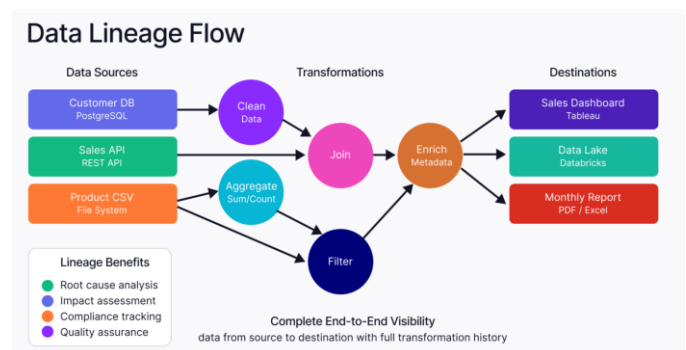 Data Lineage Flow
Data Sources
Transformations
Destinations
Customer DB
PostgreSQL
Clean
Data
Sales Dashboard
Tableau
Sales API
REST API
Join
Enrich
Metadata
Data Lake
Databricks
Product CSV
File System
Aggregate
Sum/Count
Monthly Report
PDF / Excel
Filter
Lineage Benefits
Root cause analysis
Impact assessment
Compliance tracking
Quality assurance
Complete End-to-End Visibility
data from source to destination with full transformation history